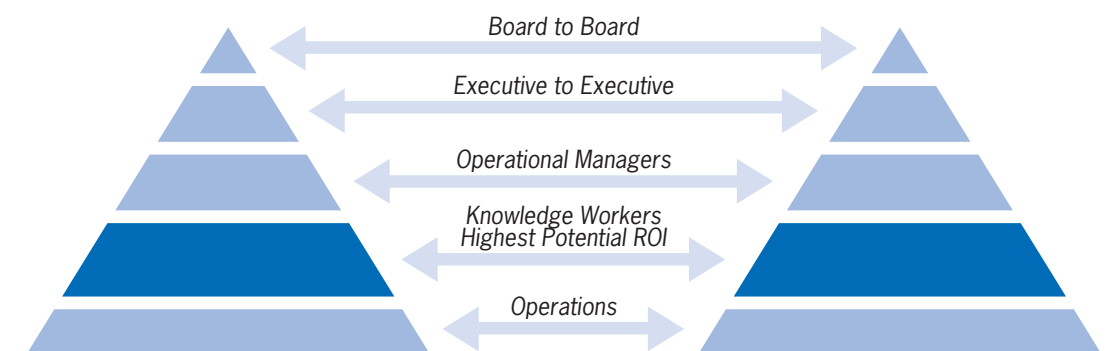 Board to Board
Executive to Executive
Operational Managers
Knowledge Workers
Highest Potential ROI
Operations